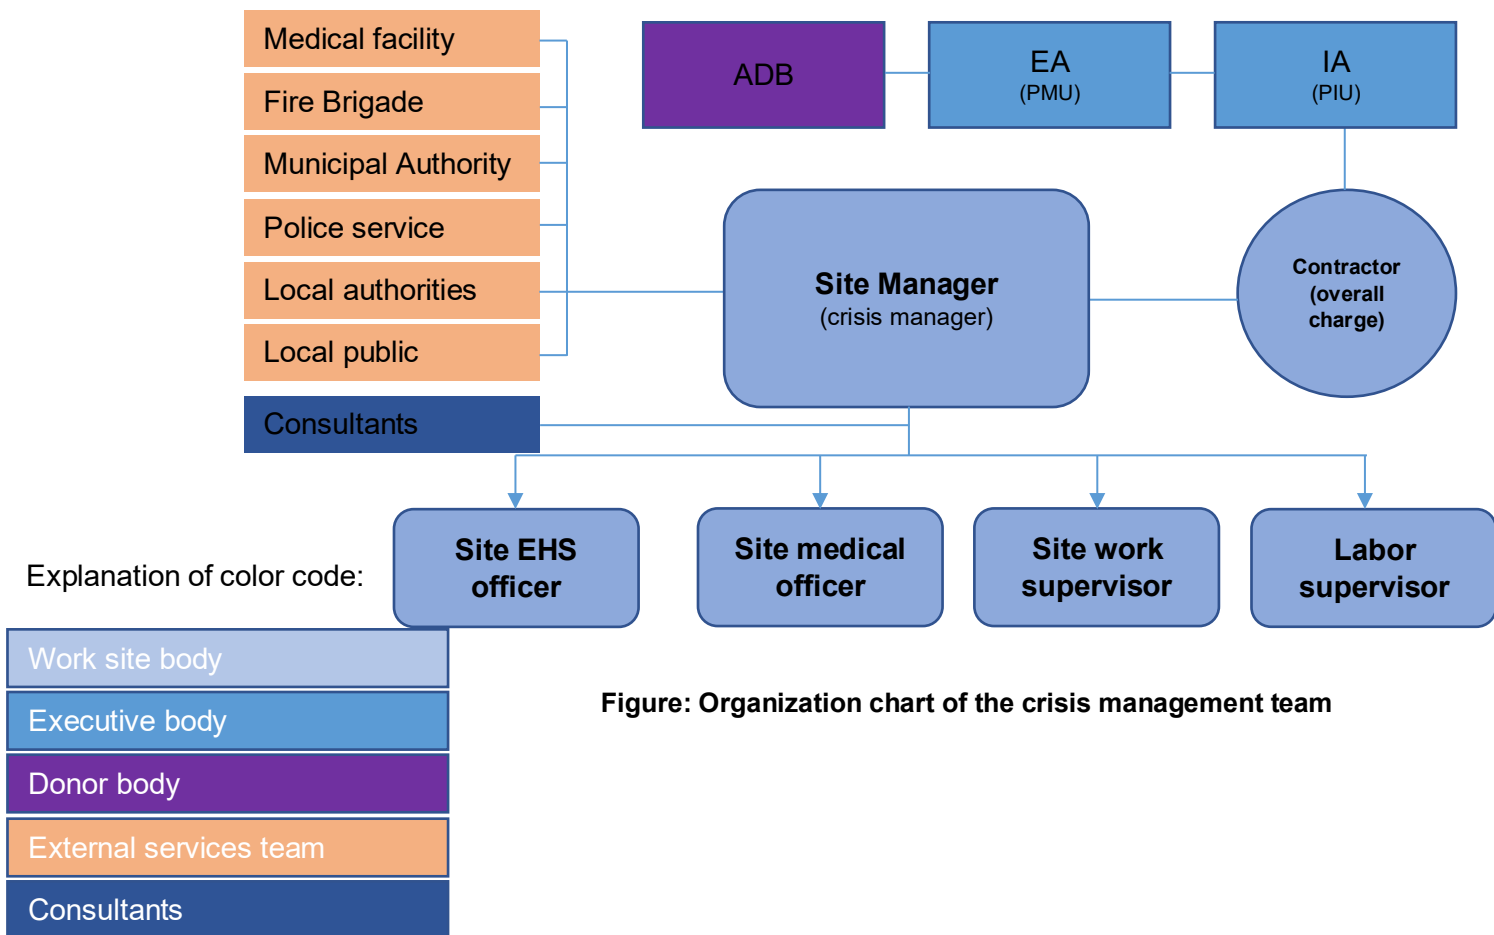 Medical facility
Fire Brigade
Municipal Authority
Police service
Local authorities
Local public
Consultants
ADB
EA
(PMU)
IA
(PIU)
Site Manager
(crisis manager)
Contractor
(overall
charge)
Site EHS
officer
Site medical
officer
Site work
supervisor
Labor
supervisor
Explanation of color code:
Work site body
Executive body
Donor body
External services team
Consultants
Figure: Organization chart of the crisis management team